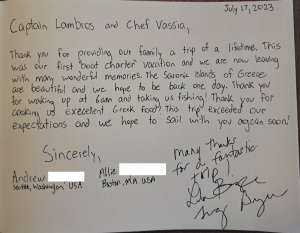 July 17, 2023
Captain Lambros and Chef Vassia,
Thank you for providing our family a trip of a lifetime. This
was our first "boat charter" vacation and we are now leaving
with many wonderful memories. The Saronic Islands of Greece
are beautiful and we hope to be back one day. Thank you
for waking up at 6am and taking us fishing! Thank you for
cooking us execellent Greek food! This trip exceeded our
expectations and we hope to sail with you again soon!
Sincerely,
Andrew
Seattle, Washington USA
Allie
Boston, MA USA
many thanks
for a fantastic
trip!